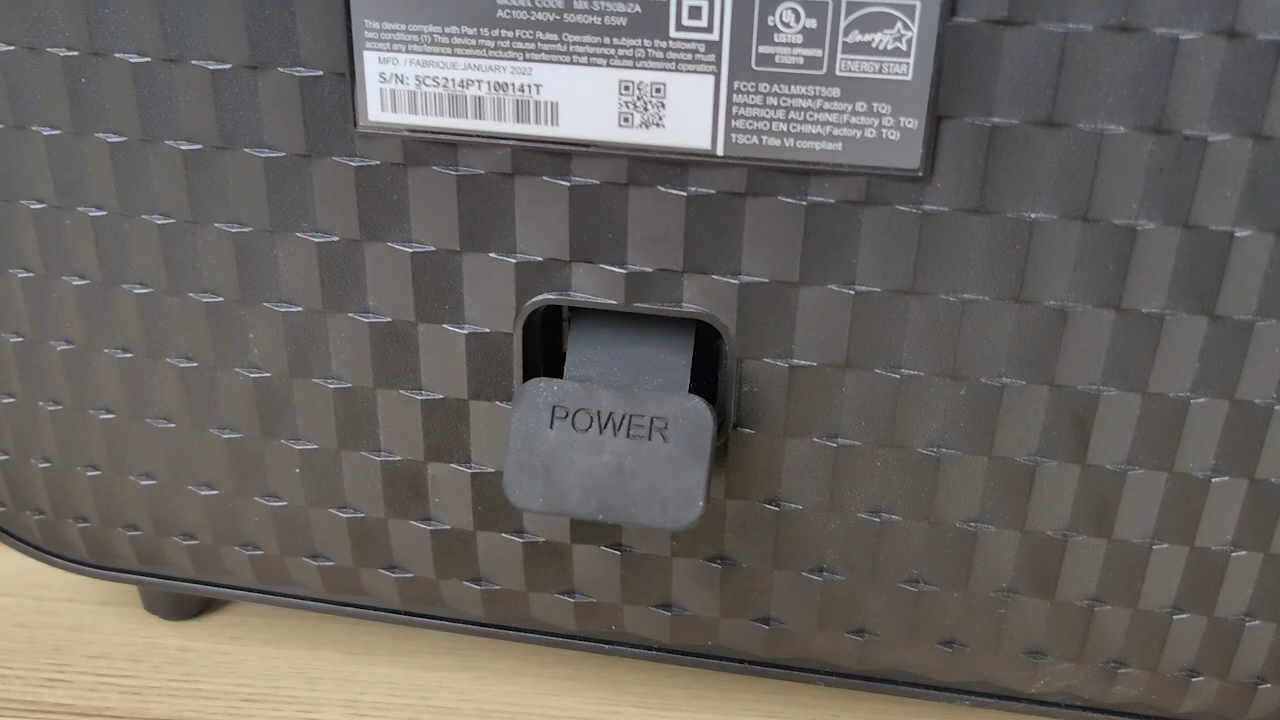 MODEL CODE MX-ST50B/ZA
AC100-240V~ 50/60Hz 65W
This device complies with Part 15 of the FCC Rules. Operation is subject to the following
two conditions:(1) This device may not cause harmful interference and (2) This device must
accept any interference received,including interference that may cause undesired operation.
MFD. / FABRIQUE:JANUARY 2022
S/N: 5CS214PT100141T
C UL US
LISTED
E352019
energy
ENERGY STAR
FCC ID:A3LMXST50B
MADE IN CHINA(Factory ID: TQ)
FABRIQUE AU CHINE(Factory ID: TQ)
HECHO EN CHINA(Factory ID: TQ)
TSCA Title VI compliant
POWER